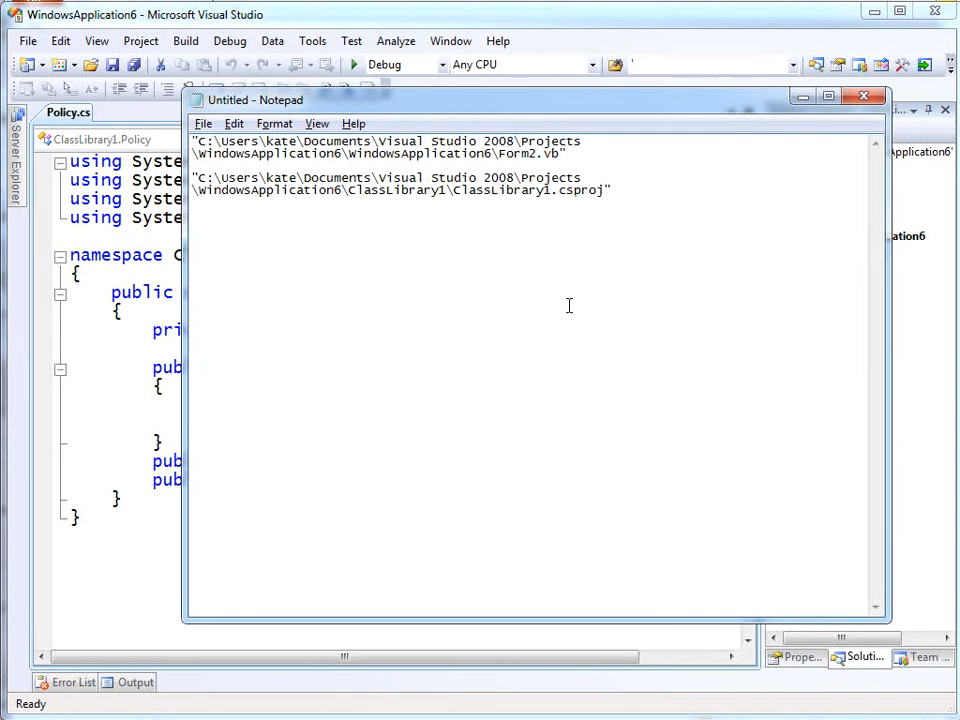 WindowsApplication6 - Microsoft Visual Studio
File Edit View Project Build Debug Data Tools Test Analyze Window Help
Debug Any CPU '
Policy.cs
Untitled - Notepad
File Edit Format View Help
ClassLibrary1.Policy
Server Explorer
"C:\Users\kate\Documents\Visual Studio 2008\Projects
\WindowsApplication6\WindowsApplication6\Form2.vb"
"C:\Users\kate\Documents\Visual Studio 2008\Projects
\WindowsApplication6\ClassLibrary1\ClassLibrary1.csproj"
using Syste
using Syste
using Syste
using Syste
namespace C
{
public
{
pri
pub
{
}
pub
pub
}
}
plication6'
ation6
Prope... Soluti... Team ...
Error List Output
Ready